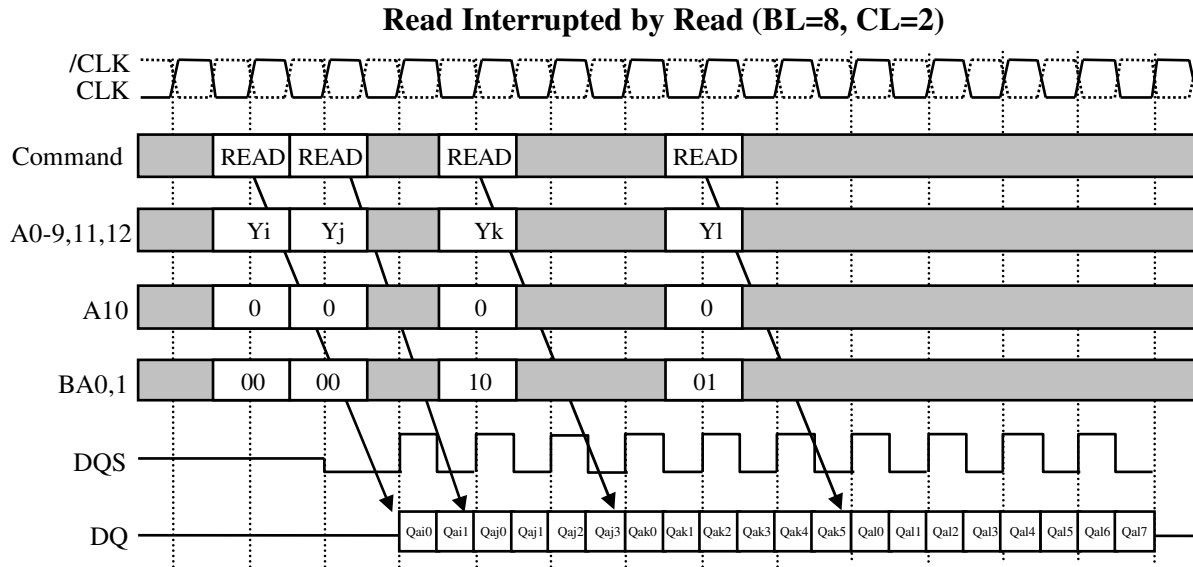 Read Interrupted by Read (BL=8, CL=2)
/CLK
CLK
Command READ READ READ READ
A0-9,11,12 Yi Yj Yk Yl
A10 0 0 0 0
BA0,1 00 00 10 01
DQS
DQ Qai0 Qai1 Qaj0 Qaj1 Qaj2 Qaj3 Qak0 Qak1 Qak2 Qak3 Qak4 Qak5 Qal0 Qal1 Qal2 Qal3 Qal4 Qal5 Qal6 Qal7